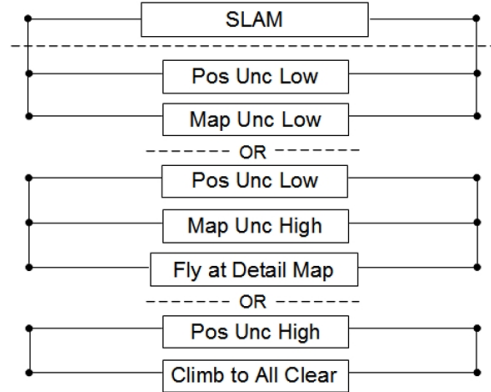 SLAM
Pos Unc Low
Map Unc Low
OR
Pos Unc Low
Map Unc High
Fly at Detail Map
OR
Pos Unc High
Climb to All Clear